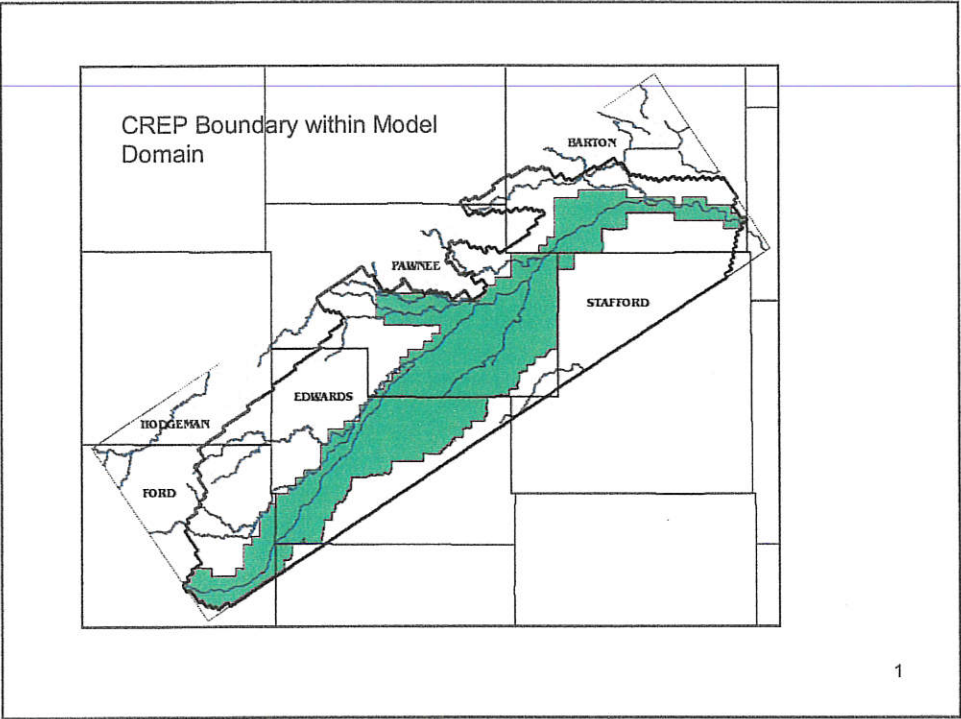 CREP Boundary within Model
Domain
BARTON
PAWNEE
STAFFORD
EDWARDS
HODGEMAN
FORD
1